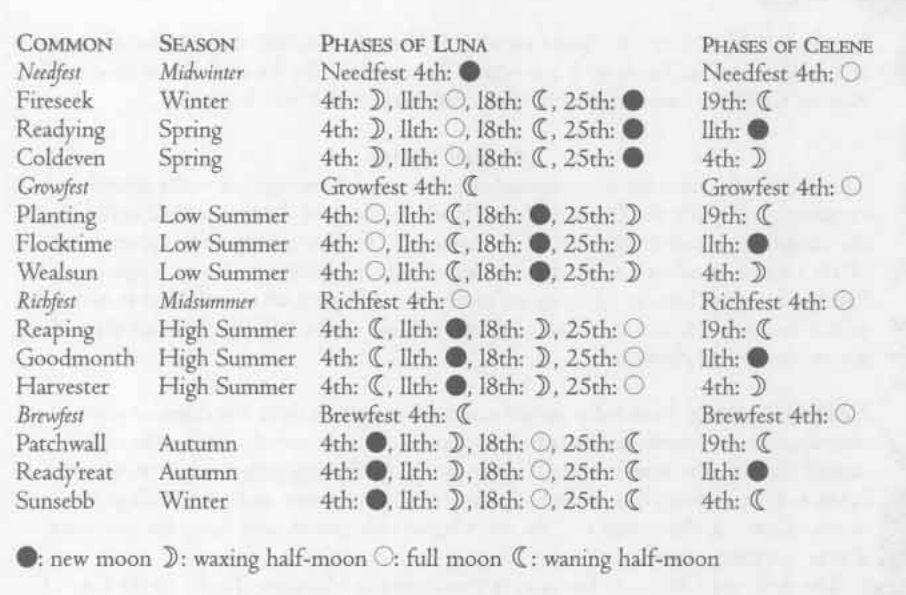 COMMON SEASON PHASES OF LUNA PHASES OF CELENE
Needfest Midwinter Needfest 4th: ● Needfest 4th: ○
Fireseek Winter 4th: ☽, 11th: ○, 18th: ☾, 25th: ● 19th: ☾
Readying Spring 4th: ☽, 11th: ○, 18th: ☾, 25th: ● 11th: ●
Coldeven Spring 4th: ☽, 11th: ○, 18th: ☾, 25th: ● 4th: ☽
Growfest Growfest 4th: ☾ Growfest 4th: ○
Planting Low Summer 4th: ○, 11th: ☾, 18th: ●, 25th: ☽ 19th: ☾
Flocktime Low Summer 4th: ○, 11th: ☾, 18th: ●, 25th: ☽ 11th: ●
Wealsun Low Summer 4th: ○, 11th: ☾, 18th: ●, 25th: ☽ 4th: ☽
Richfest Midsummer Richfest 4th: ○ Richfest 4th: ○
Reaping High Summer 4th: ☾, 11th: ●, 18th: ☽, 25th: ○ 19th: ☾
Goodmonth High Summer 4th: ☾, 11th: ●, 18th: ☽, 25th: ○ 11th: ●
Harvester High Summer 4th: ☾, 11th: ●, 18th: ☽, 25th: ○ 4th: ☽
Brewfest Brewfest 4th: ☾ Brewfest 4th: ○
Patchwall Autumn 4th: ●, 11th: ☽, 18th: ○, 25th: ☾ 19th: ☾
Ready'reat Autumn 4th: ●, 11th: ☽, 18th: ○, 25th: ☾ 11th: ●
Sunsebb Winter 4th: ●, 11th: ☽, 18th: ○, 25th: ☾ 4th: ☾
●: new moon ☽: waxing half-moon ○: full moon ☾: waning half-moon